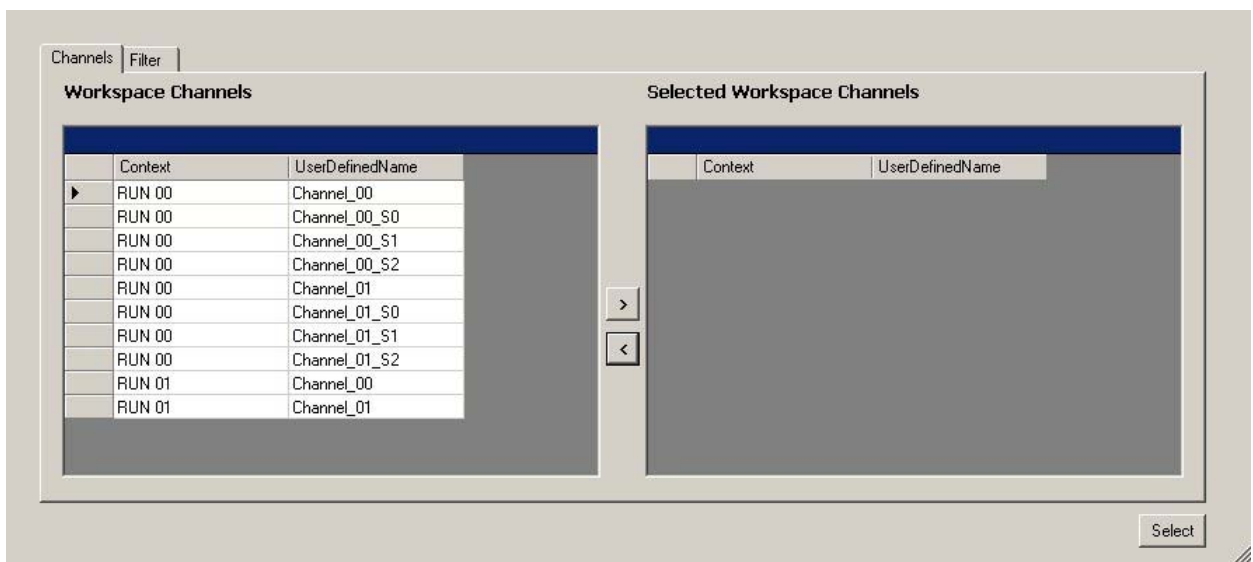 Channels Filter
Workspace Channels Selected Workspace Channels
Context UserDefinedName Context UserDefinedName
RUN 00 Channel_00
RUN 00 Channel_00_S0
RUN 00 Channel_00_S1
RUN 00 Channel_00_S2
RUN 00 Channel_01
RUN 00 Channel_01_S0
RUN 00 Channel_01_S1
RUN 00 Channel_01_S2
RUN 01 Channel_00
RUN 01 Channel_01
>
<
Select